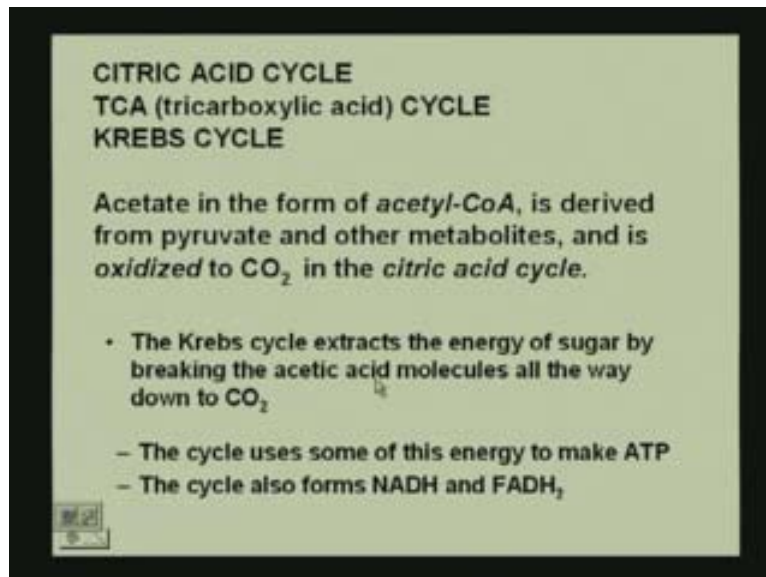 CITRIC ACID CYCLE
TCA (tricarboxylic acid) CYCLE
KREBS CYCLE
Acetate in the form of acetyl-CoA, is derived
from pyruvate and other metabolites, and is
oxidized to CO₂ in the citric acid cycle.
• The Krebs cycle extracts the energy of sugar by
breaking the acetic acid molecules all the way
down to CO₂
– The cycle uses some of this energy to make ATP
– The cycle also forms NADH and FADH₂